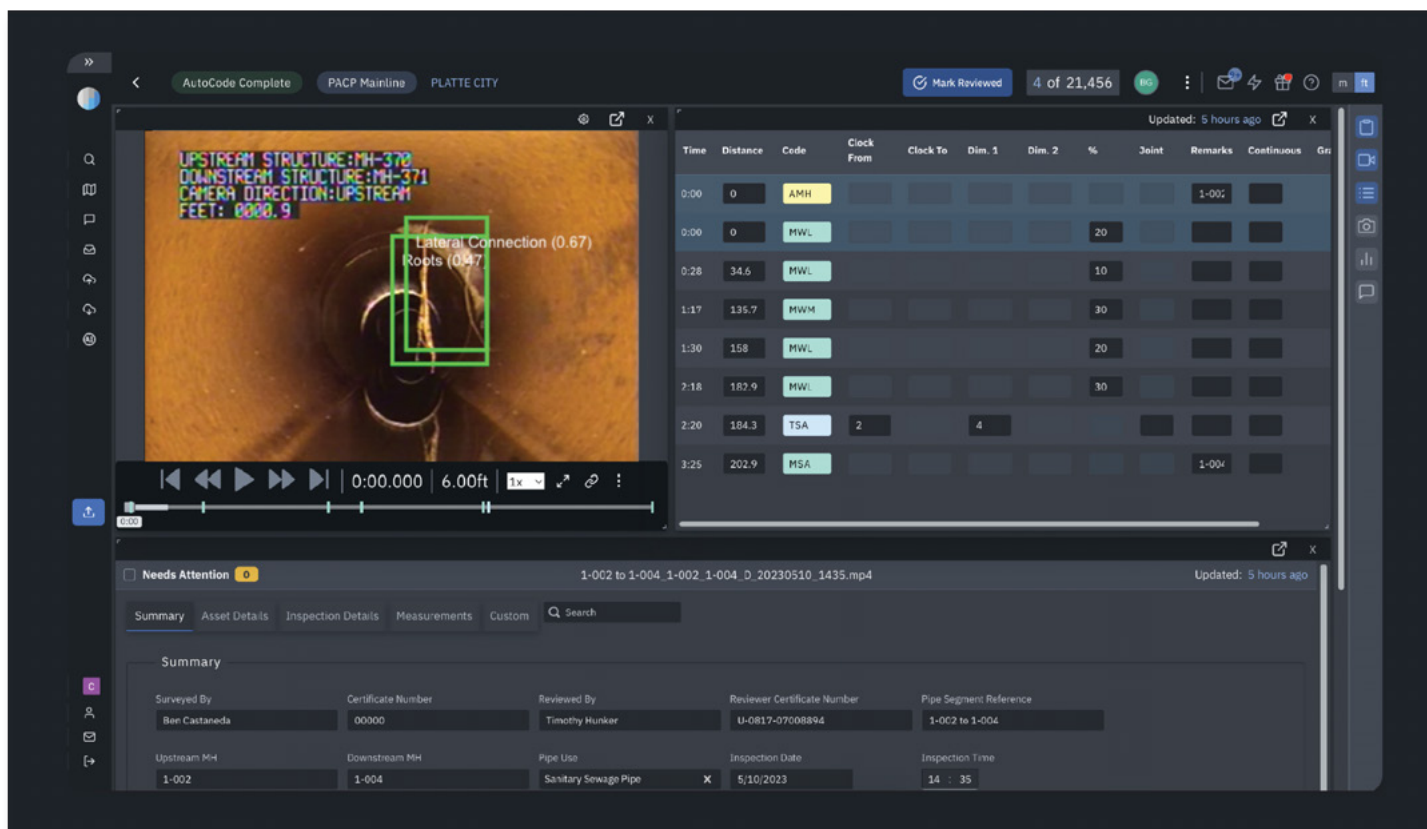 »
AutoCode Complete PACP Mainline PLATTE CITY
Mark Reviewed 4 of 21,456 BG m ft
X
UPSTREAM STRUCTURE:MH-370
DOWNSTREAM STRUCTURE:MH-371
CAMERA DIRECTION:UPSTREAM
FEET: 0000.9
Lateral Connection (0.67)
Roots (0.47)
0:00.000 6.00ft 1x
0:00
Updated: 5 hours ago X
Time Distance Code Clock From Clock To Dim. 1 Dim. 2 % Joint Remarks Continuous Gra
0:00 0 AMH 1-002
0:00 0 MWL 20
0:28 34.6 MWL 10
1:17 135.7 MWM 30
1:30 158 MWL 20
2:18 182.9 MWL 30
2:20 184.3 TSA 2 4
3:25 202.9 MSA 1-004
X
Needs Attention 0 1-002 to 1-004_1-002_1-004_D_20230510_1435.mp4 Updated: 5 hours ago
Summary Asset Details Inspection Details Measurements Custom Search
Summary
Surveyed By Certificate Number Reviewed By Reviewer Certificate Number Pipe Segment Reference
Ben Castaneda 00000 Timothy Hunker U-0817-07008894 1-002 to 1-004
Upstream MH Downstream MH Pipe Use Inspection Date Inspection Time
1-002 1-004 Sanitary Sewage Pipe X 5/10/2023 14 : 35
AI
C